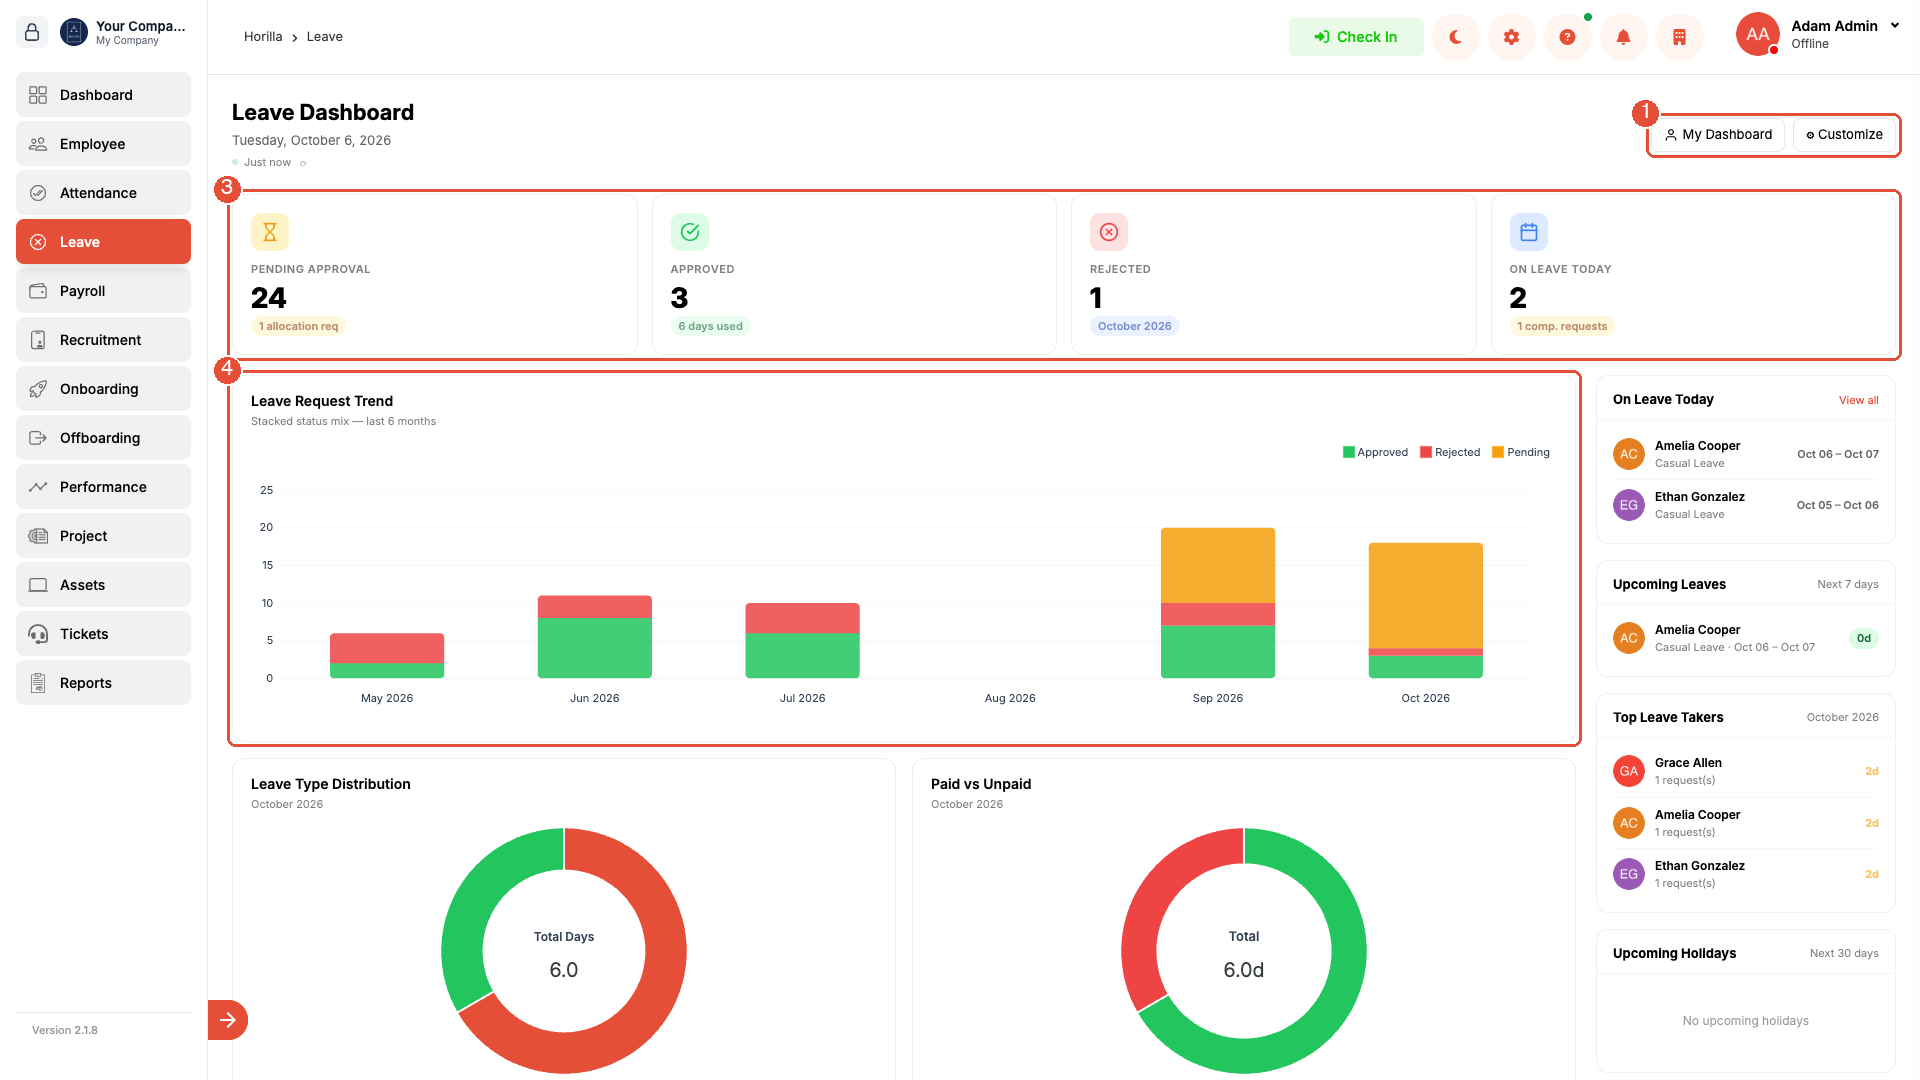 Your Compa...
My Company
Dashboard
Employee
Attendance
Leave
Payroll
Recruitment
Onboarding
Offboarding
Performance
Project
Assets
Tickets
Reports
Version 2.1.8
Horilla › Leave
Check In
AA
Adam Admin
Offline
Leave Dashboard
Tuesday, October 6, 2026
Just now
1
My Dashboard
Customize
3
PENDING APPROVAL
24
1 allocation req
APPROVED
3
6 days used
REJECTED
1
October 2026
ON LEAVE TODAY
2
1 comp. requests
4
Leave Request Trend
Stacked status mix — last 6 months
Approved Rejected Pending
25
20
15
10
5
0
May 2026 Jun 2026 Jul 2026 Aug 2026 Sep 2026 Oct 2026
Leave Type Distribution
October 2026
Total Days
6.0
Paid vs Unpaid
October 2026
Total
6.0d
On Leave Today View all
AC Amelia Cooper Oct 06 – Oct 07
Casual Leave
EG Ethan Gonzalez Oct 05 – Oct 06
Casual Leave
Upcoming Leaves Next 7 days
AC Amelia Cooper 0d
Casual Leave · Oct 06 – Oct 07
Top Leave Takers October 2026
GA Grace Allen 2d
1 request(s)
AC Amelia Cooper 2d
1 request(s)
EG Ethan Gonzalez 2d
1 request(s)
Upcoming Holidays Next 30 days
No upcoming holidays